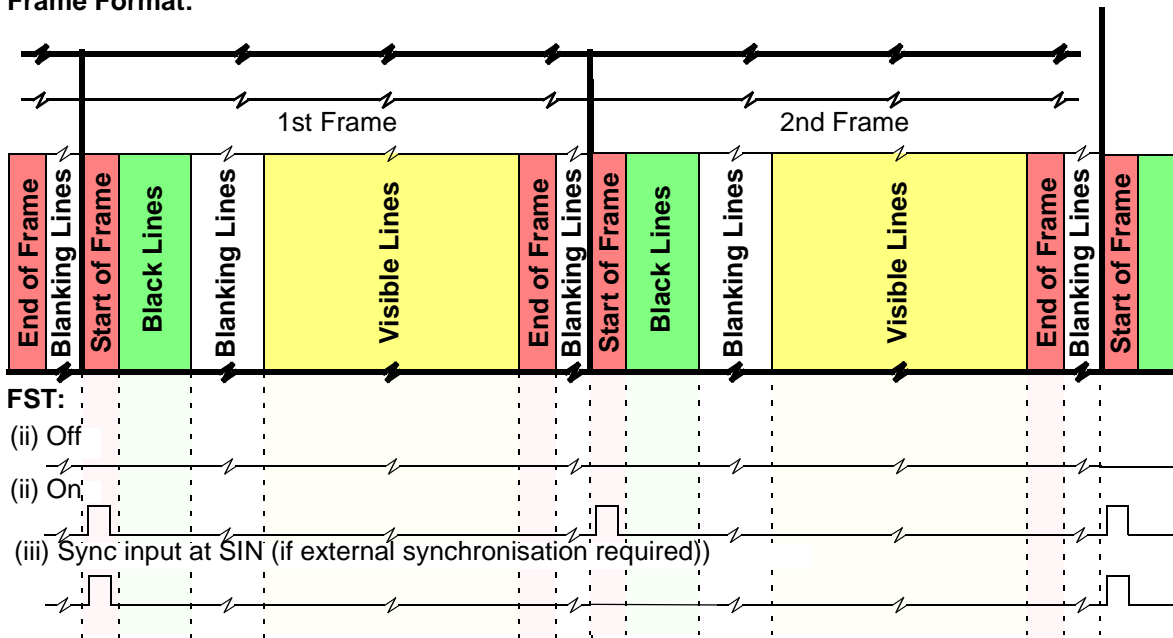 Frame Format:
1st Frame
2nd Frame
End of Frame
Blanking Lines
Start of Frame
Black Lines
Blanking Lines
Visible Lines
End of Frame
Blanking Lines
Start of Frame
Black Lines
Blanking Lines
Visible Lines
End of Frame
Blanking Lines
Start of Frame
FST:
(ii) Off
(ii) On
(iii) Sync input at SIN (if external synchronisation required))